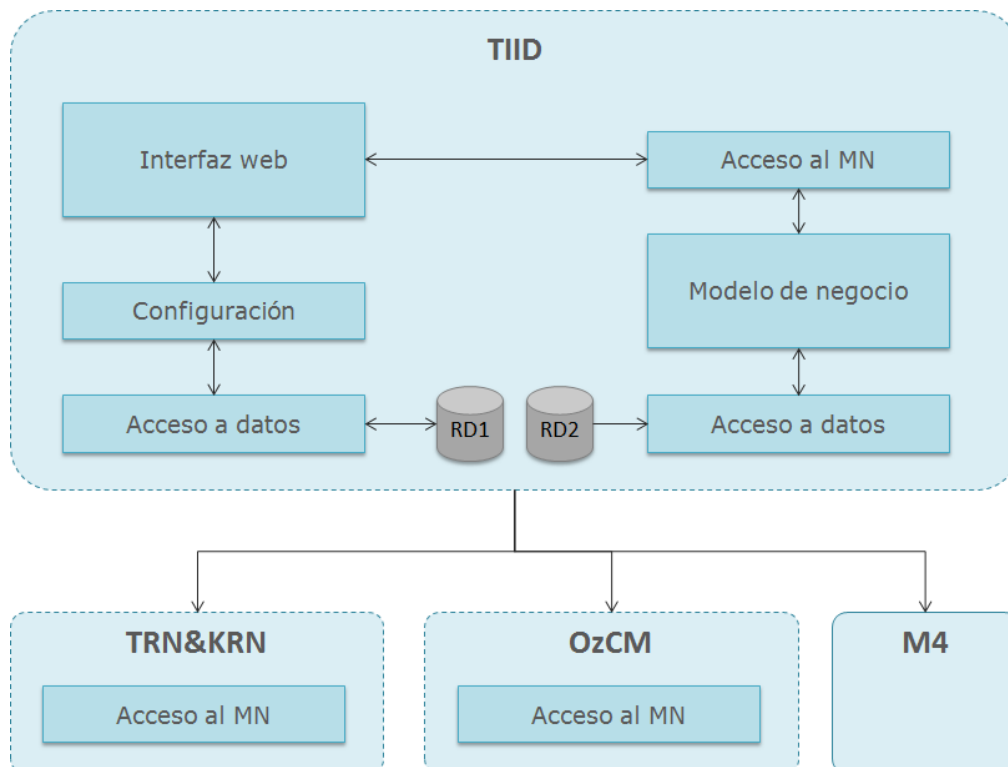 TIID
Interfaz web
Acceso al MN
Configuración
Modelo de negocio
Acceso a datos
RD1
RD2
Acceso a datos
TRN&KRN
Acceso al MN
OzCM
Acceso al MN
M4